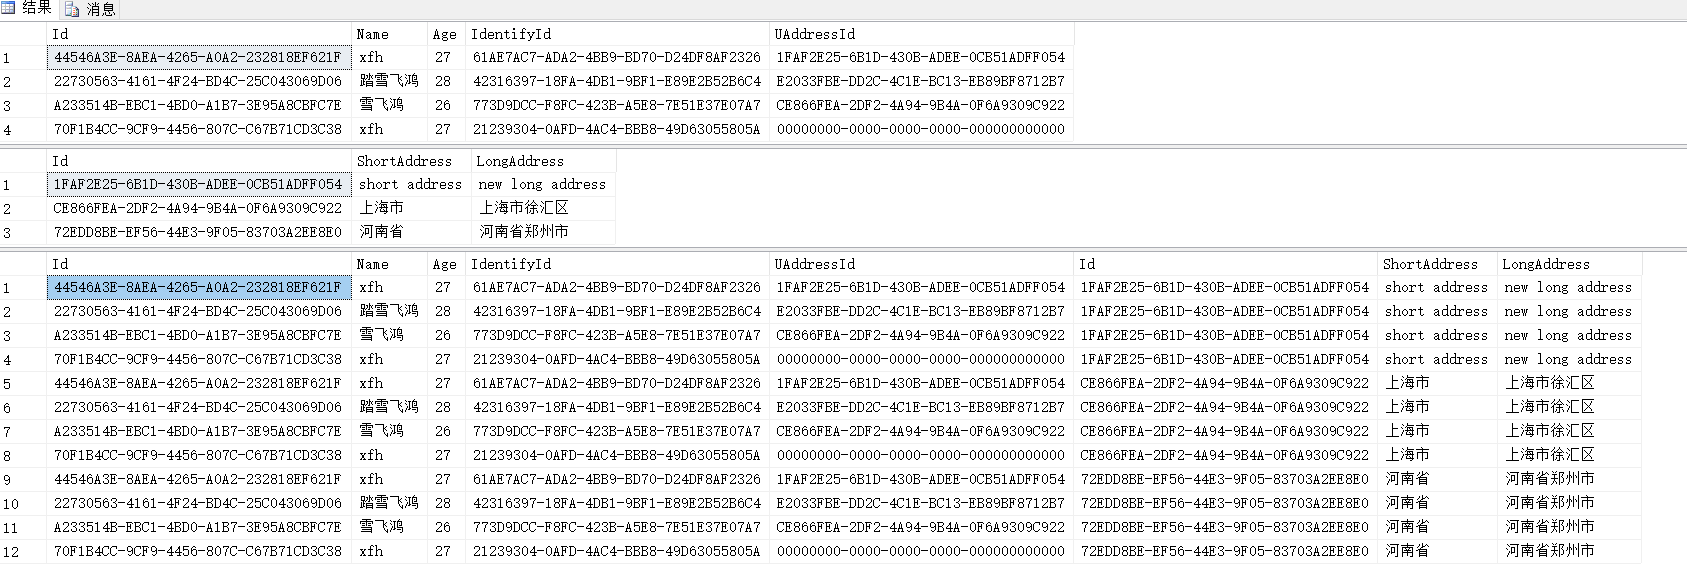 结果 消息
Id Name Age IdentifyId UAddressId
1 44546A3E-8AEA-4265-A0A2-232818EF621F xfh 27 61AE7AC7-ADA2-4BB9-BD70-D24DF8AF2326 1FAF2E25-6B1D-430B-ADEE-0CB51ADFF054
2 22730563-4161-4F24-BD4C-25C043069D06 踏雪飞鸿 28 42316397-18FA-4DB1-9BF1-E89E2B52B6C4 E2033FBE-DD2C-4C1E-BC13-EB89BF8712B7
3 A233514B-EBC1-4BD0-A1B7-3E95A8CBFC7E 雪飞鸿 26 773D9DCC-F8FC-423B-A5E8-7E51E37E07A7 CE866FEA-2DF2-4A94-9B4A-0F6A9309C922
4 70F1B4CC-9CF9-4456-807C-C67B71CD3C38 xfh 27 21239304-0AFD-4AC4-BBB8-49D63055805A 00000000-0000-0000-0000-000000000000
Id ShortAddress LongAddress
1 1FAF2E25-6B1D-430B-ADEE-0CB51ADFF054 short address new long address
2 CE866FEA-2DF2-4A94-9B4A-0F6A9309C922 上海市 上海市徐汇区
3 72EDD8BE-EF56-44E3-9F05-83703A2EE8E0 河南省 河南省郑州市
Id Name Age IdentifyId UAddressId Id ShortAddress LongAddress
1 44546A3E-8AEA-4265-A0A2-232818EF621F xfh 27 61AE7AC7-ADA2-4BB9-BD70-D24DF8AF2326 1FAF2E25-6B1D-430B-ADEE-0CB51ADFF054 1FAF2E25-6B1D-430B-ADEE-0CB51ADFF054 short address new long address
2 22730563-4161-4F24-BD4C-25C043069D06 踏雪飞鸿 28 42316397-18FA-4DB1-9BF1-E89E2B52B6C4 E2033FBE-DD2C-4C1E-BC13-EB89BF8712B7 1FAF2E25-6B1D-430B-ADEE-0CB51ADFF054 short address new long address
3 A233514B-EBC1-4BD0-A1B7-3E95A8CBFC7E 雪飞鸿 26 773D9DCC-F8FC-423B-A5E8-7E51E37E07A7 CE866FEA-2DF2-4A94-9B4A-0F6A9309C922 1FAF2E25-6B1D-430B-ADEE-0CB51ADFF054 short address new long address
4 70F1B4CC-9CF9-4456-807C-C67B71CD3C38 xfh 27 21239304-0AFD-4AC4-BBB8-49D63055805A 00000000-0000-0000-0000-000000000000 1FAF2E25-6B1D-430B-ADEE-0CB51ADFF054 short address new long address
5 44546A3E-8AEA-4265-A0A2-232818EF621F xfh 27 61AE7AC7-ADA2-4BB9-BD70-D24DF8AF2326 1FAF2E25-6B1D-430B-ADEE-0CB51ADFF054 CE866FEA-2DF2-4A94-9B4A-0F6A9309C922 上海市 上海市徐汇区
6 22730563-4161-4F24-BD4C-25C043069D06 踏雪飞鸿 28 42316397-18FA-4DB1-9BF1-E89E2B52B6C4 E2033FBE-DD2C-4C1E-BC13-EB89BF8712B7 CE866FEA-2DF2-4A94-9B4A-0F6A9309C922 上海市 上海市徐汇区
7 A233514B-EBC1-4BD0-A1B7-3E95A8CBFC7E 雪飞鸿 26 773D9DCC-F8FC-423B-A5E8-7E51E37E07A7 CE866FEA-2DF2-4A94-9B4A-0F6A9309C922 CE866FEA-2DF2-4A94-9B4A-0F6A9309C922 上海市 上海市徐汇区
8 70F1B4CC-9CF9-4456-807C-C67B71CD3C38 xfh 27 21239304-0AFD-4AC4-BBB8-49D63055805A 00000000-0000-0000-0000-000000000000 CE866FEA-2DF2-4A94-9B4A-0F6A9309C922 上海市 上海市徐汇区
9 44546A3E-8AEA-4265-A0A2-232818EF621F xfh 27 61AE7AC7-ADA2-4BB9-BD70-D24DF8AF2326 1FAF2E25-6B1D-430B-ADEE-0CB51ADFF054 72EDD8BE-EF56-44E3-9F05-83703A2EE8E0 河南省 河南省郑州市
10 22730563-4161-4F24-BD4C-25C043069D06 踏雪飞鸿 28 42316397-18FA-4DB1-9BF1-E89E2B52B6C4 E2033FBE-DD2C-4C1E-BC13-EB89BF8712B7 72EDD8BE-EF56-44E3-9F05-83703A2EE8E0 河南省 河南省郑州市
11 A233514B-EBC1-4BD0-A1B7-3E95A8CBFC7E 雪飞鸿 26 773D9DCC-F8FC-423B-A5E8-7E51E37E07A7 CE866FEA-2DF2-4A94-9B4A-0F6A9309C922 72EDD8BE-EF56-44E3-9F05-83703A2EE8E0 河南省 河南省郑州市
12 70F1B4CC-9CF9-4456-807C-C67B71CD3C38 xfh 27 21239304-0AFD-4AC4-BBB8-49D63055805A 00000000-0000-0000-0000-000000000000 72EDD8BE-EF56-44E3-9F05-83703A2EE8E0 河南省 河南省郑州市